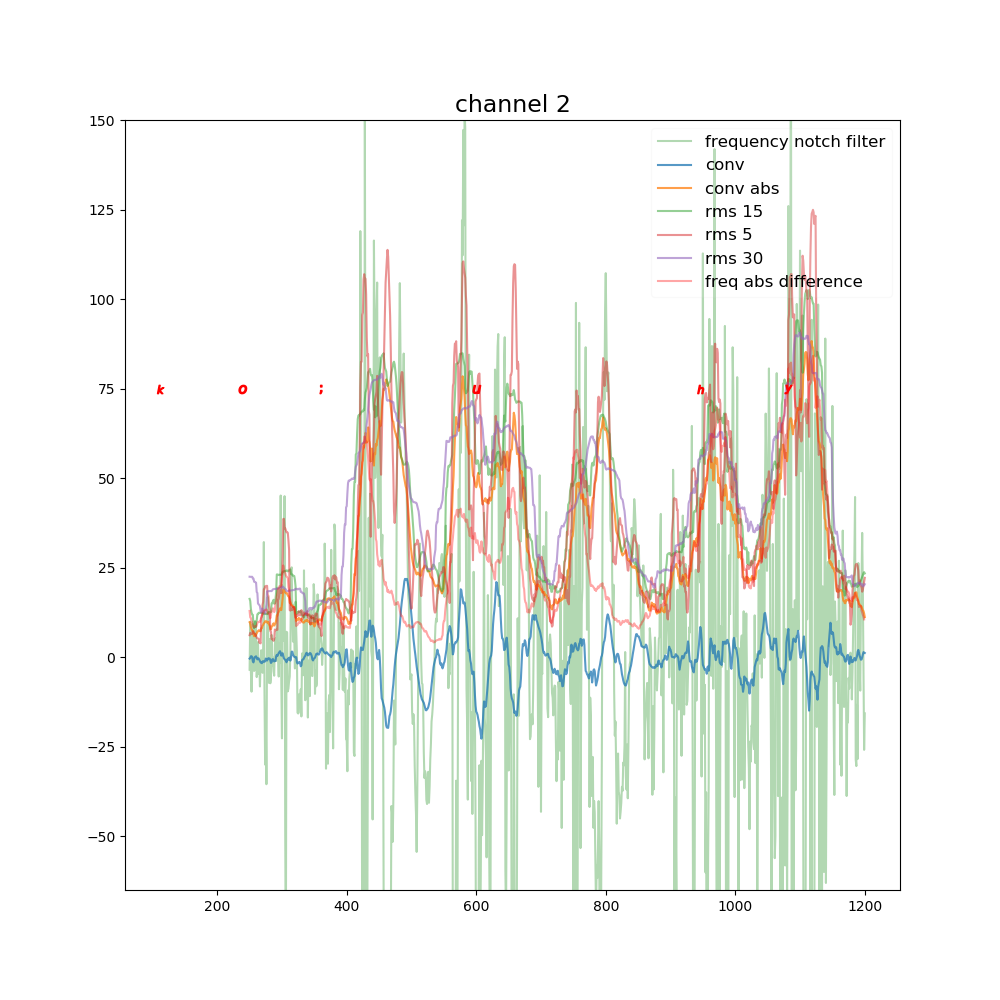 channel 2
150
125
100
75
50
25
0
−25
−50
frequency notch filter
conv
conv abs
rms 15
rms 5
rms 30
freq abs difference
k o ; u h y
200 400 600 800 1000 1200